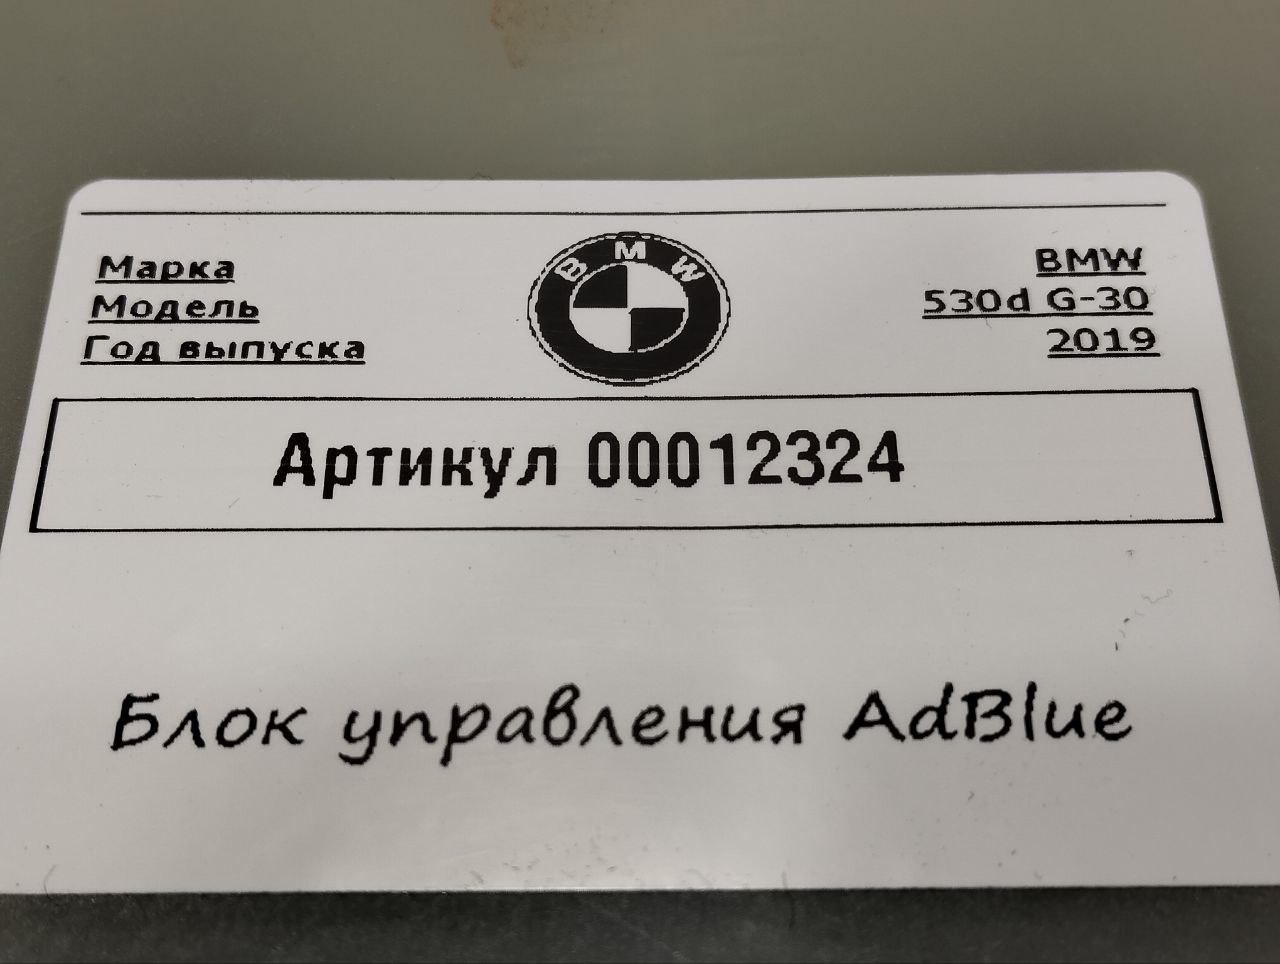 Марка BMW
Модель 530d G-30
Год выпуска 2019
BMW
Артикул 00012324
Блок управления AdBlue